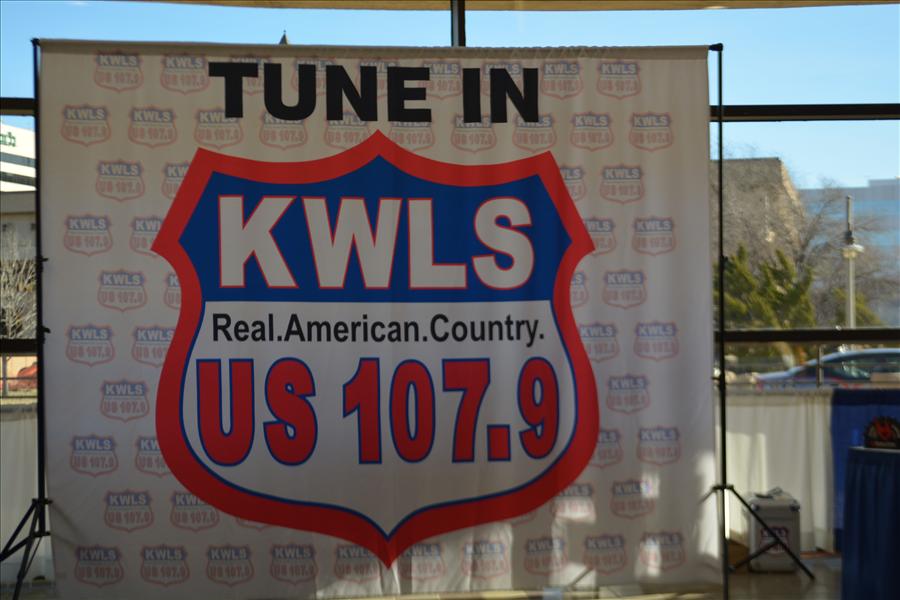 TUNE IN
KWLS
Real.American.Country.
US 107.9